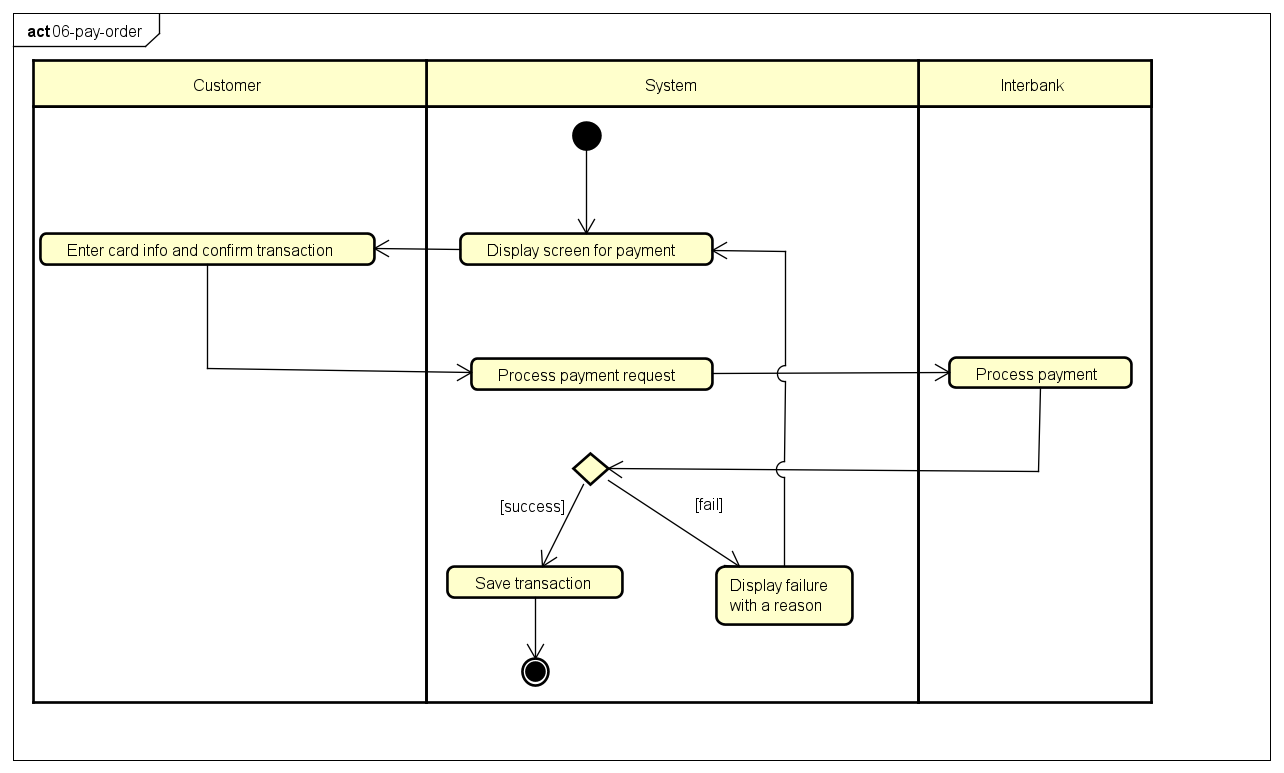 act 06-pay-order
Customer
System
Interbank
Enter card info and confirm transaction
Display screen for payment
Process payment request
Process payment
[success]
[fail]
Save transaction
Display failure
with a reason